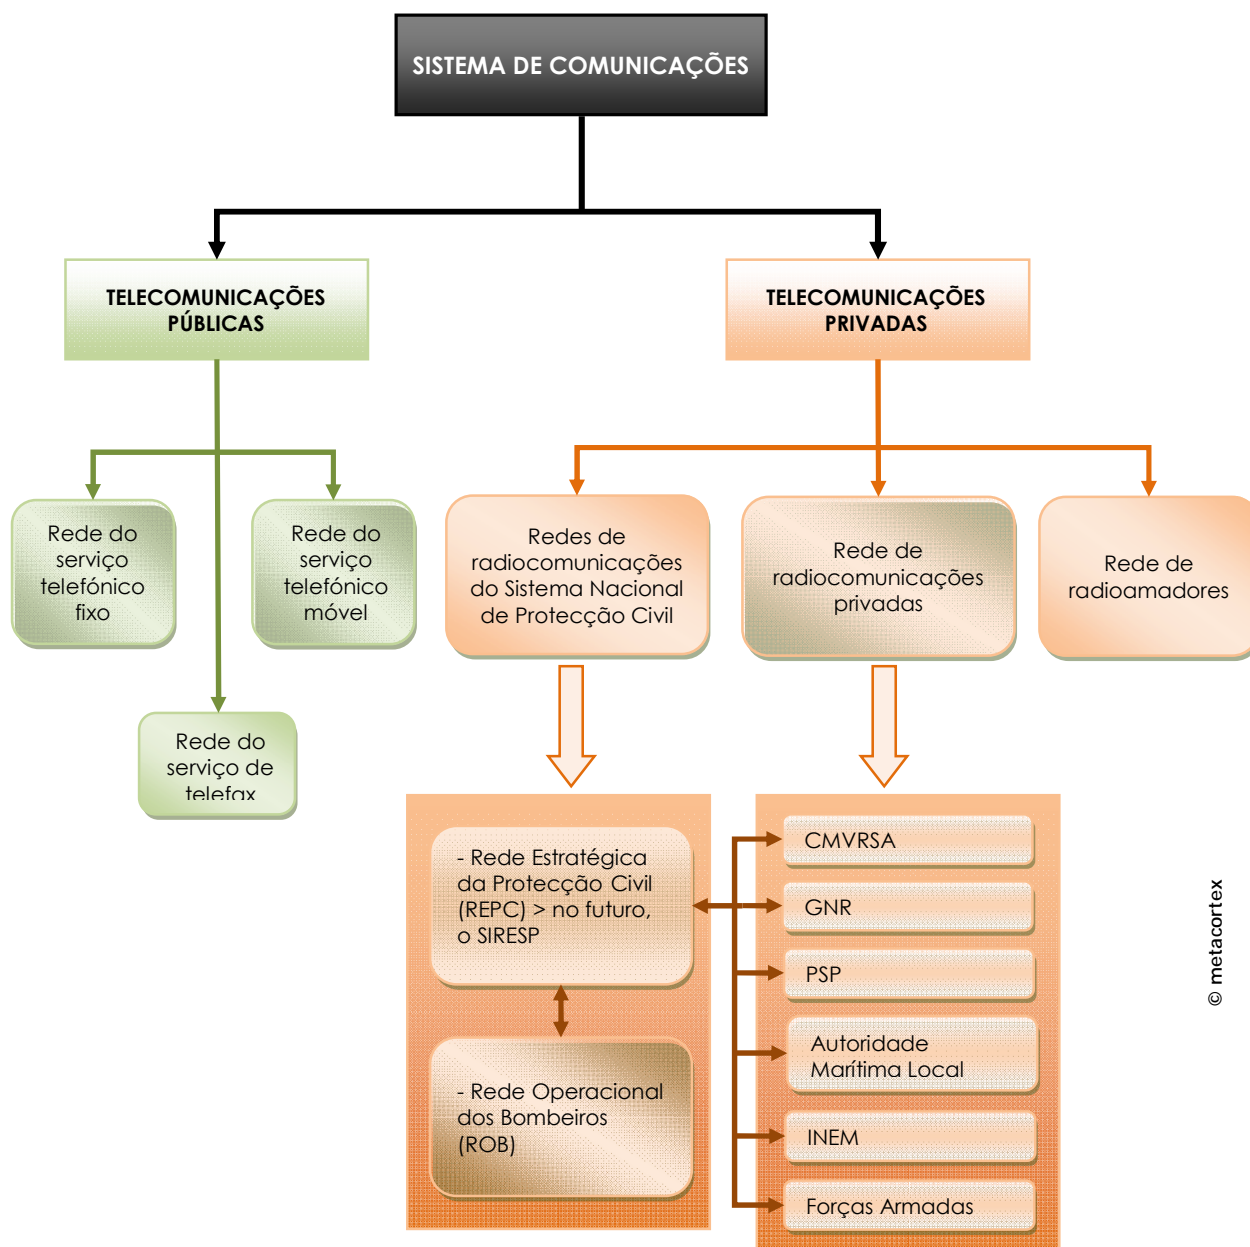 SISTEMA DE COMUNICAÇÕES
TELECOMUNICAÇÕES
PÚBLICAS
TELECOMUNICAÇÕES
PRIVADAS
Rede do
serviço
telefónico
fixo
Rede do
serviço
telefónico
móvel
Rede do
serviço de
telefax
Redes de
radiocomunicações
do Sistema Nacional
de Protecção Civil
Rede de
radiocomunicações
privadas
Rede de
radioamadores
- Rede Estratégica
da Protecção Civil
(REPC) > no futuro,
o SIRESP
- Rede Operacional
dos Bombeiros
(ROB)
CMVRSA
GNR
PSP
Autoridade
Marítima Local
INEM
Forças Armadas
© metacortex